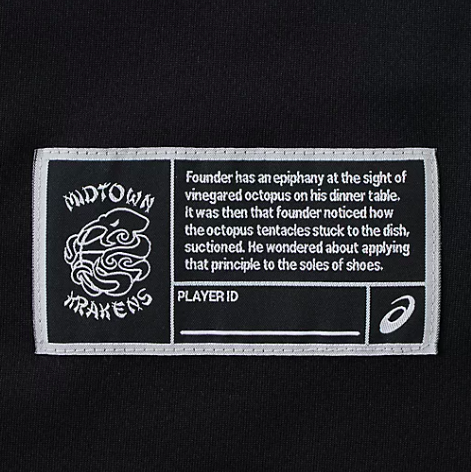 MIDTOWN
KRAKENS
Founder has an epiphany at the sight of
vinegared octopus on his dinner table.
It was then that founder noticed how
the octopus tentacles stuck to the dish,
suctioned. He wondered about applying
that principle to the soles of shoes.
PLAYER ID